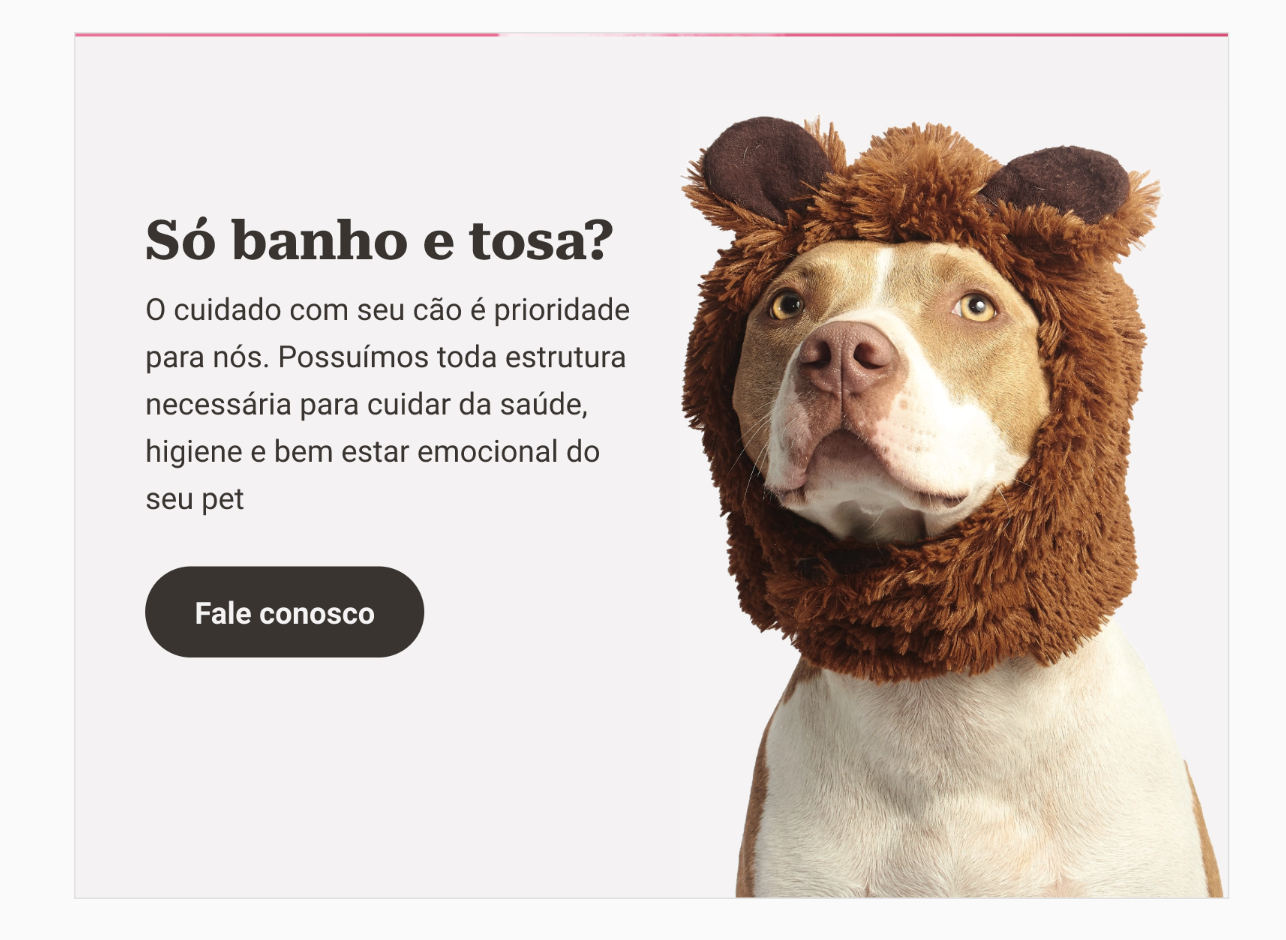 Só banho e tosa?
O cuidado com seu cão é prioridade
para nós. Possuímos toda estrutura
necessária para cuidar da saúde,
higiene e bem estar emocional do
seu pet
Fale conosco